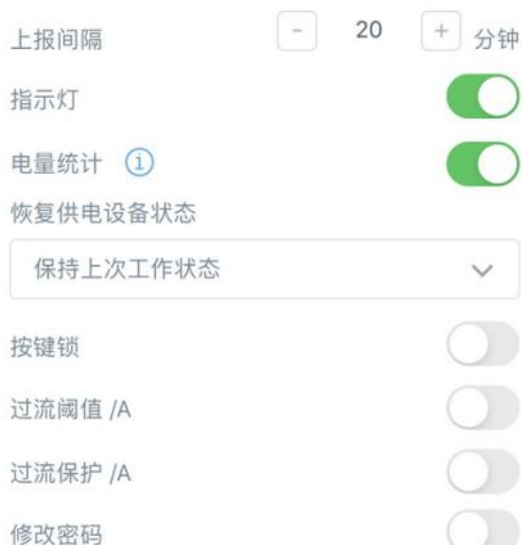 上报间隔 - 20 + 分钟
指示灯
电量统计 i
恢复供电设备状态
保持上次工作状态
按键锁
过流阈值 /A
过流保护 /A
修改密码